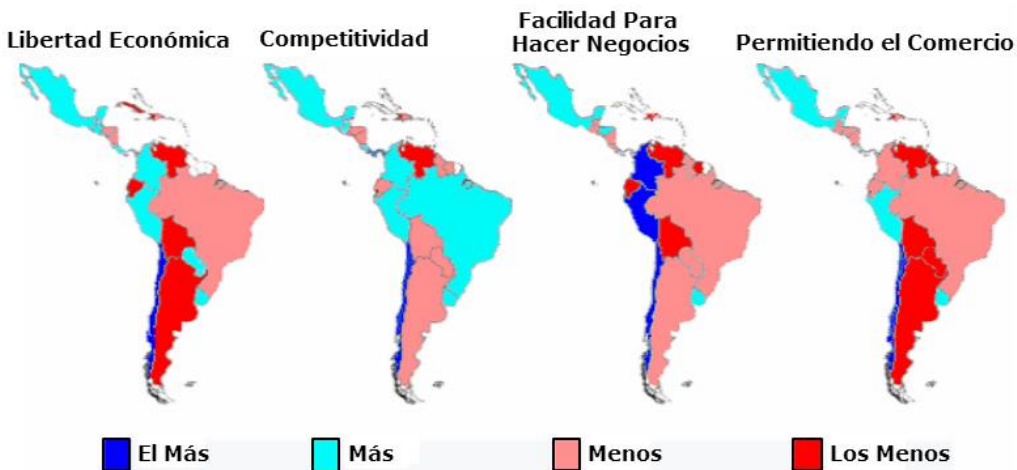 Libertad Económica
Competitividad
Facilidad Para
Hacer Negocios
Permitiendo el Comercio
El Más
Más
Menos
Los Menos